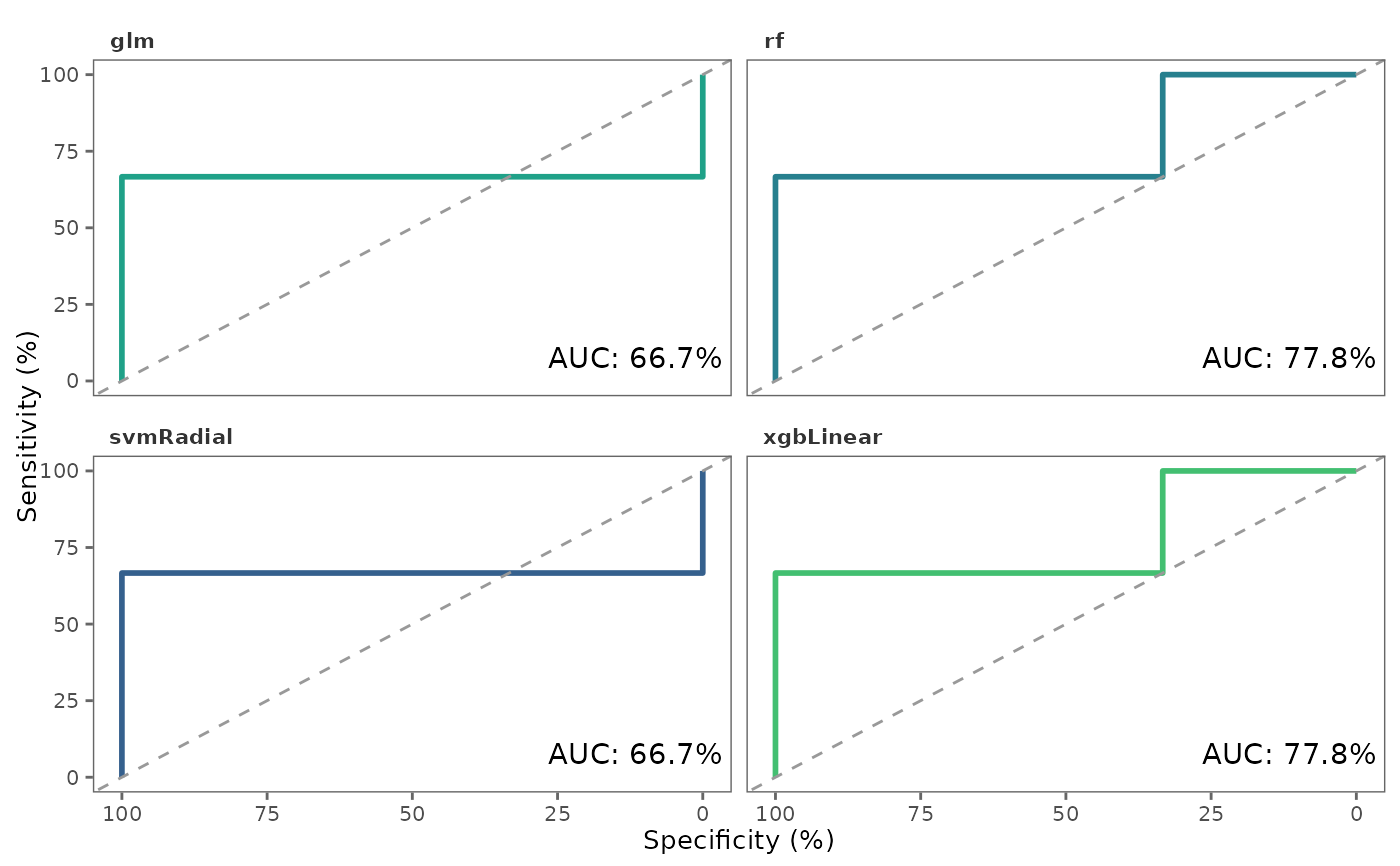 glm
rf
100
75
50
25
0
AUC: 66.7%
AUC: 77.8%
Sensitivity (%)
svmRadial
xgbLinear
100
75
50
25
0
AUC: 66.7%
AUC: 77.8%
100 75 50 25 0 100 75 50 25 0
Specificity (%)